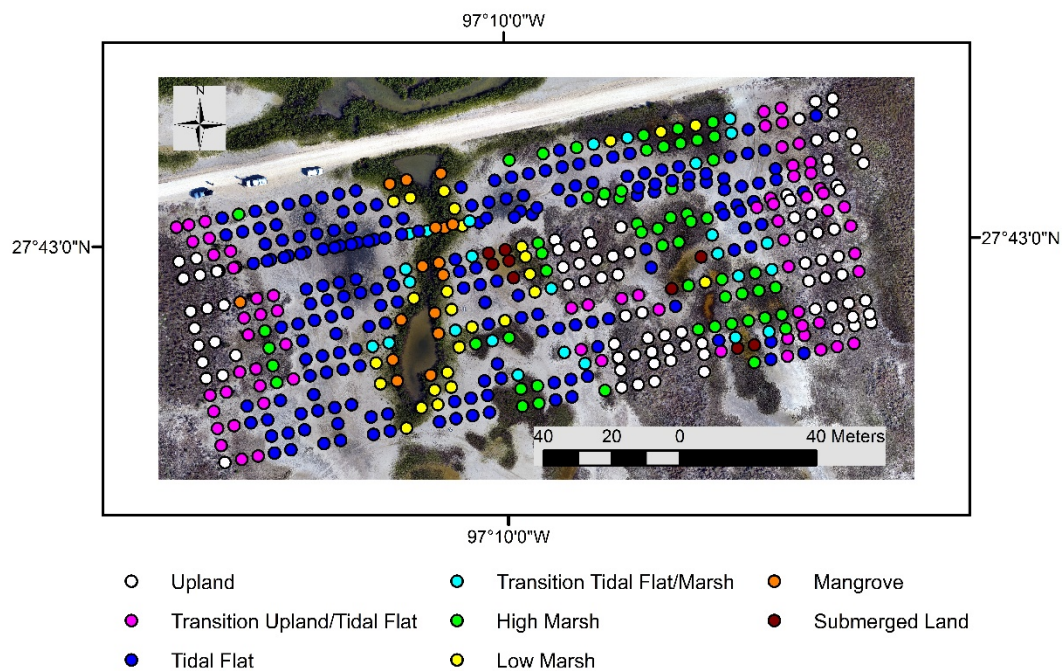 97°10'0"W
N
27°43'0"N
27°43'0"N
40 20 0 40 Meters
97°10'0"W
Upland
Transition Tidal Flat/Marsh
Mangrove
Transition Upland/Tidal Flat
High Marsh
Submerged Land
Tidal Flat
Low Marsh